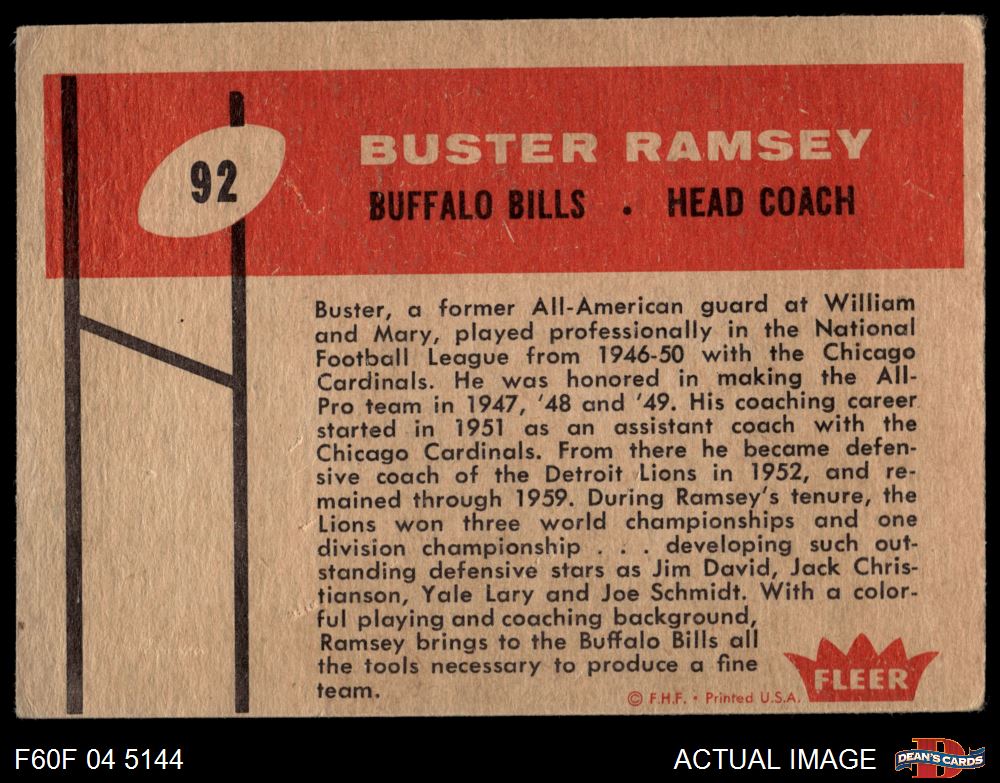 92
BUSTER RAMSEY
BUFFALO BILLS . HEAD COACH
Buster, a former All-American guard at William
and Mary, played professionally in the National
Football League from 1946-50 with the Chicago
Cardinals. He was honored in making the All-
Pro team in 1947, '48 and '49. His coaching career
started in 1951 as an assistant coach with the
Chicago Cardinals. From there he became defen-
sive coach of the Detroit Lions in 1952, and re-
mained through 1959. During Ramsey's tenure, the
Lions won three world championships and one
division championship . . . developing such out-
standing defensive stars as Jim David, Jack Chris-
tianson, Yale Lary and Joe Schmidt. With a color-
ful playing and coaching background,
Ramsey brings to the Buffalo Bills all
the tools necessary to produce a fine
team.
© F.H.F. • Printed U.S.A.
FLEER
F60F 04 5144
ACTUAL IMAGE
D
DEAN'S CARDS